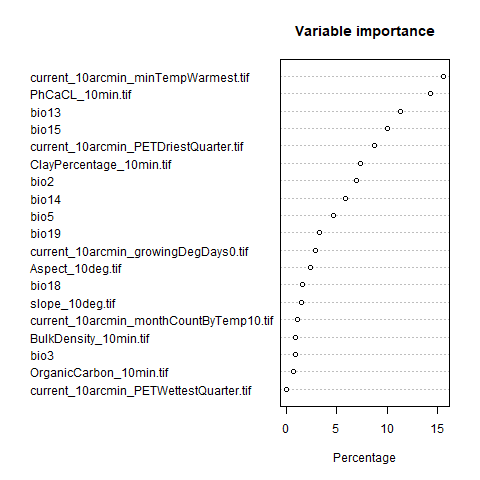 Variable importance
current_10arcmin_minTempWarmest.tif
PhCaCL_10min.tif
bio13
bio15
current_10arcmin_PETDriestQuarter.tif
ClayPercentage_10min.tif
bio2
bio14
bio5
bio19
current_10arcmin_growingDegDays0.tif
Aspect_10deg.tif
bio18
slope_10deg.tif
current_10arcmin_monthCountByTemp10.tif
BulkDensity_10min.tif
bio3
OrganicCarbon_10min.tif
current_10arcmin_PETWettestQuarter.tif
0 5 10 15
Percentage